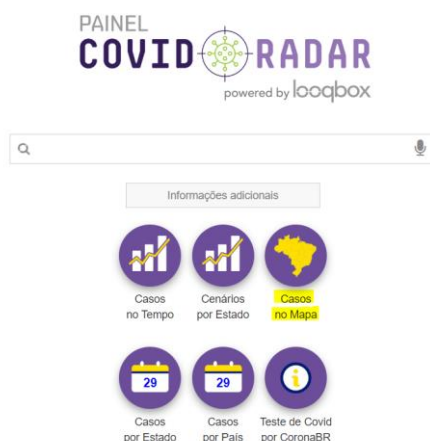 PAINEL
COVID RADAR
powered by looqbox
Informações adicionais
Casos
no Tempo
Cenários
por Estado
Casos
no Mapa
29
29
i
Casos
por Estado
Casos
por País
Teste de Covid
por CoronaBR